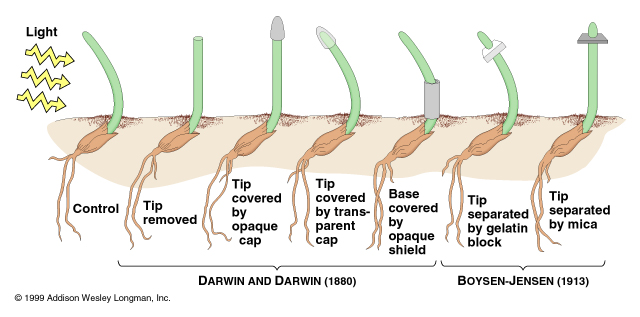 Light
Control
Tip
removed
Tip
covered
by
opaque
cap
Tip
covered
by trans-
parent
cap
Base
covered
by
opaque
shield
Tip
separated
by gelatin
block
Tip
separated
by mica
DARWIN AND DARWIN (1880)
BOYSEN-JENSEN (1913)
© 1999 Addison Wesley Longman, Inc.